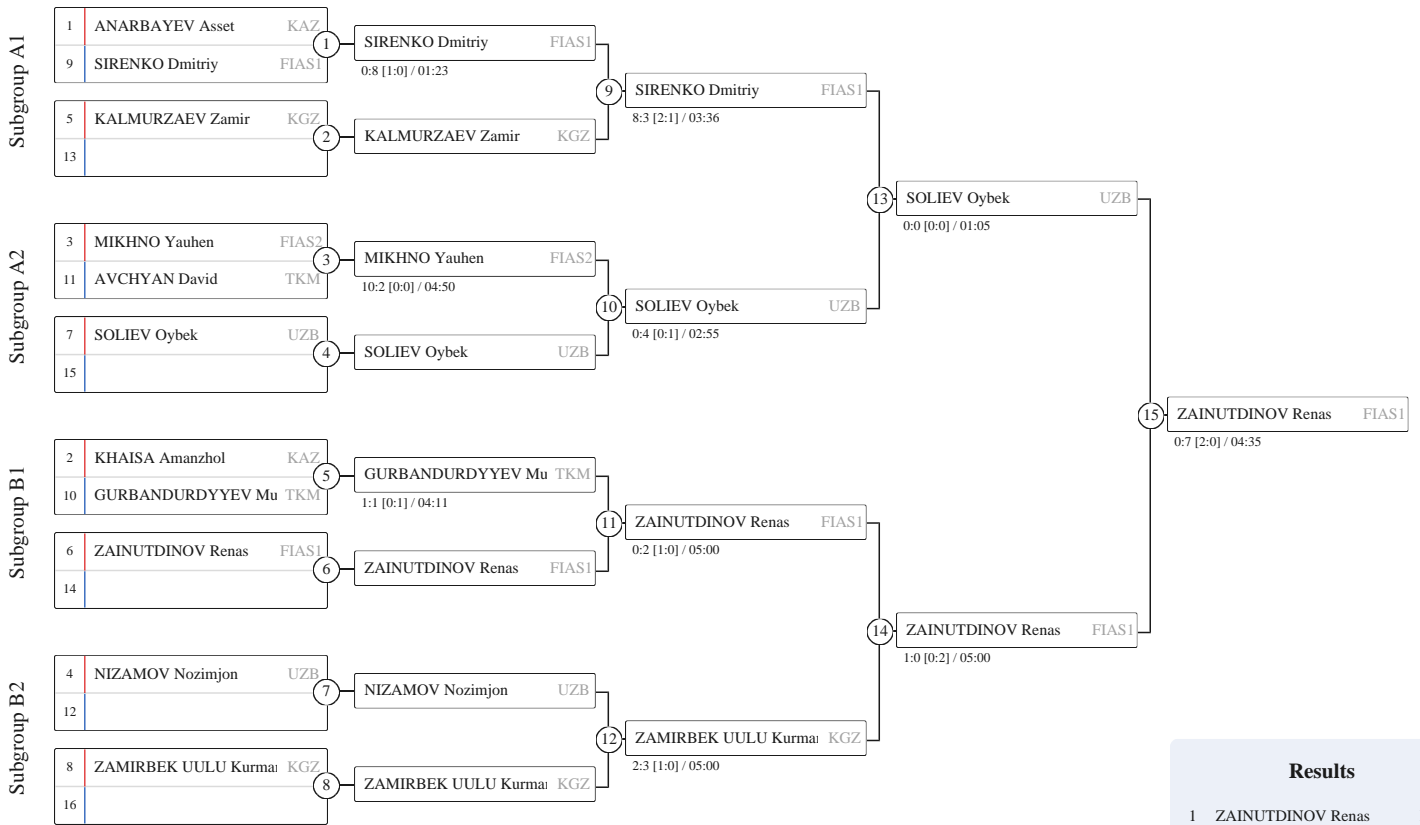 Subgroup A1
1 ANARBAYEV Asset KAZ
9 SIRENKO Dmitriy FIAS1
1
SIRENKO Dmitriy FIAS1
0:8 [1:0] / 01:23
5 KALMURZAEV Zamir KGZ
13
2
KALMURZAEV Zamir KGZ
9
SIRENKO Dmitriy FIAS1
8:3 [2:1] / 03:36
Subgroup A2
3 MIKHNO Yauhen FIAS2
11 AVCHYAN David TKM
3
MIKHNO Yauhen FIAS2
10:2 [0:0] / 04:50
7 SOLIEV Oybek UZB
15
4
SOLIEV Oybek UZB
10
SOLIEV Oybek UZB
0:4 [0:1] / 02:55
13
SOLIEV Oybek UZB
0:0 [0:0] / 01:05
Subgroup B1
2 KHAISA Amanzhol KAZ
10 GURBANDURDYYEV Mu TKM
5
GURBANDURDYYEV Mu TKM
1:1 [0:1] / 04:11
6 ZAINUTDINOV Renas FIAS1
14
6
ZAINUTDINOV Renas FIAS1
11
ZAINUTDINOV Renas FIAS1
0:2 [1:0] / 05:00
Subgroup B2
4 NIZAMOV Nozimjon UZB
12
7
NIZAMOV Nozimjon UZB
8 ZAMIRBEK UULU Kurma KGZ
16
8
ZAMIRBEK UULU Kurma KGZ
12
ZAMIRBEK UULU Kurma KGZ
2:3 [1:0] / 05:00
14
ZAINUTDINOV Renas FIAS1
1:0 [0:2] / 05:00
15
ZAINUTDINOV Renas FIAS1
0:7 [2:0] / 04:35
Results
1 ZAINUTDINOV Renas